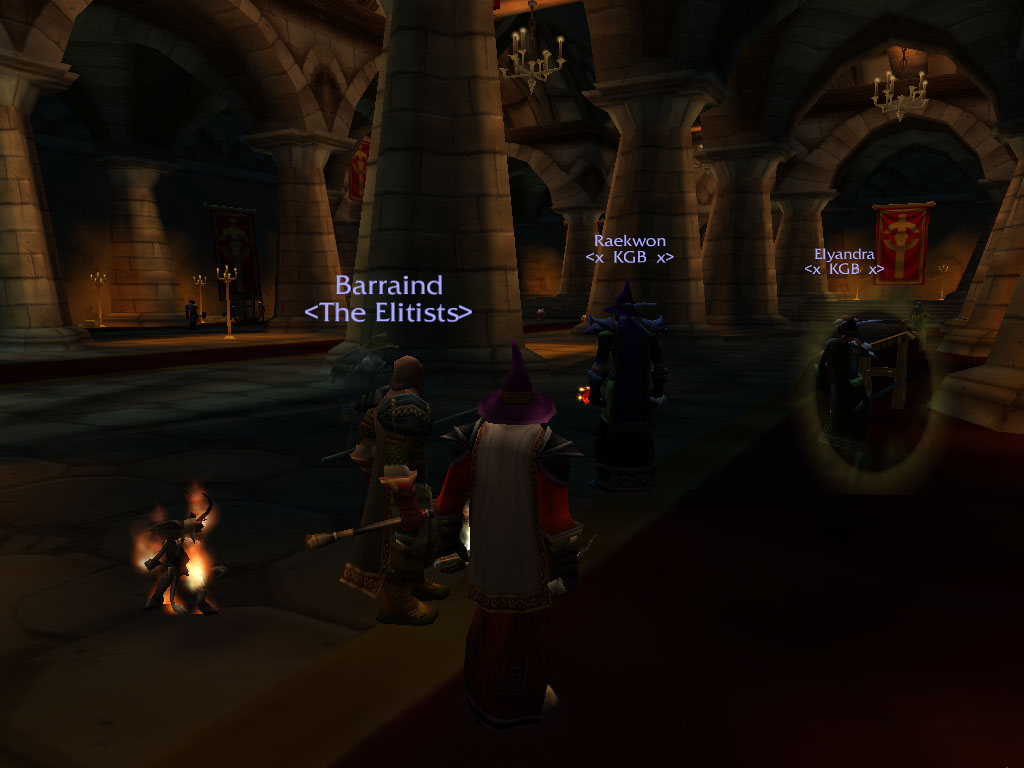 Raekwon
<x KGB x>
Elyandra
<x KGB x>
Barraind
<The Elitists>